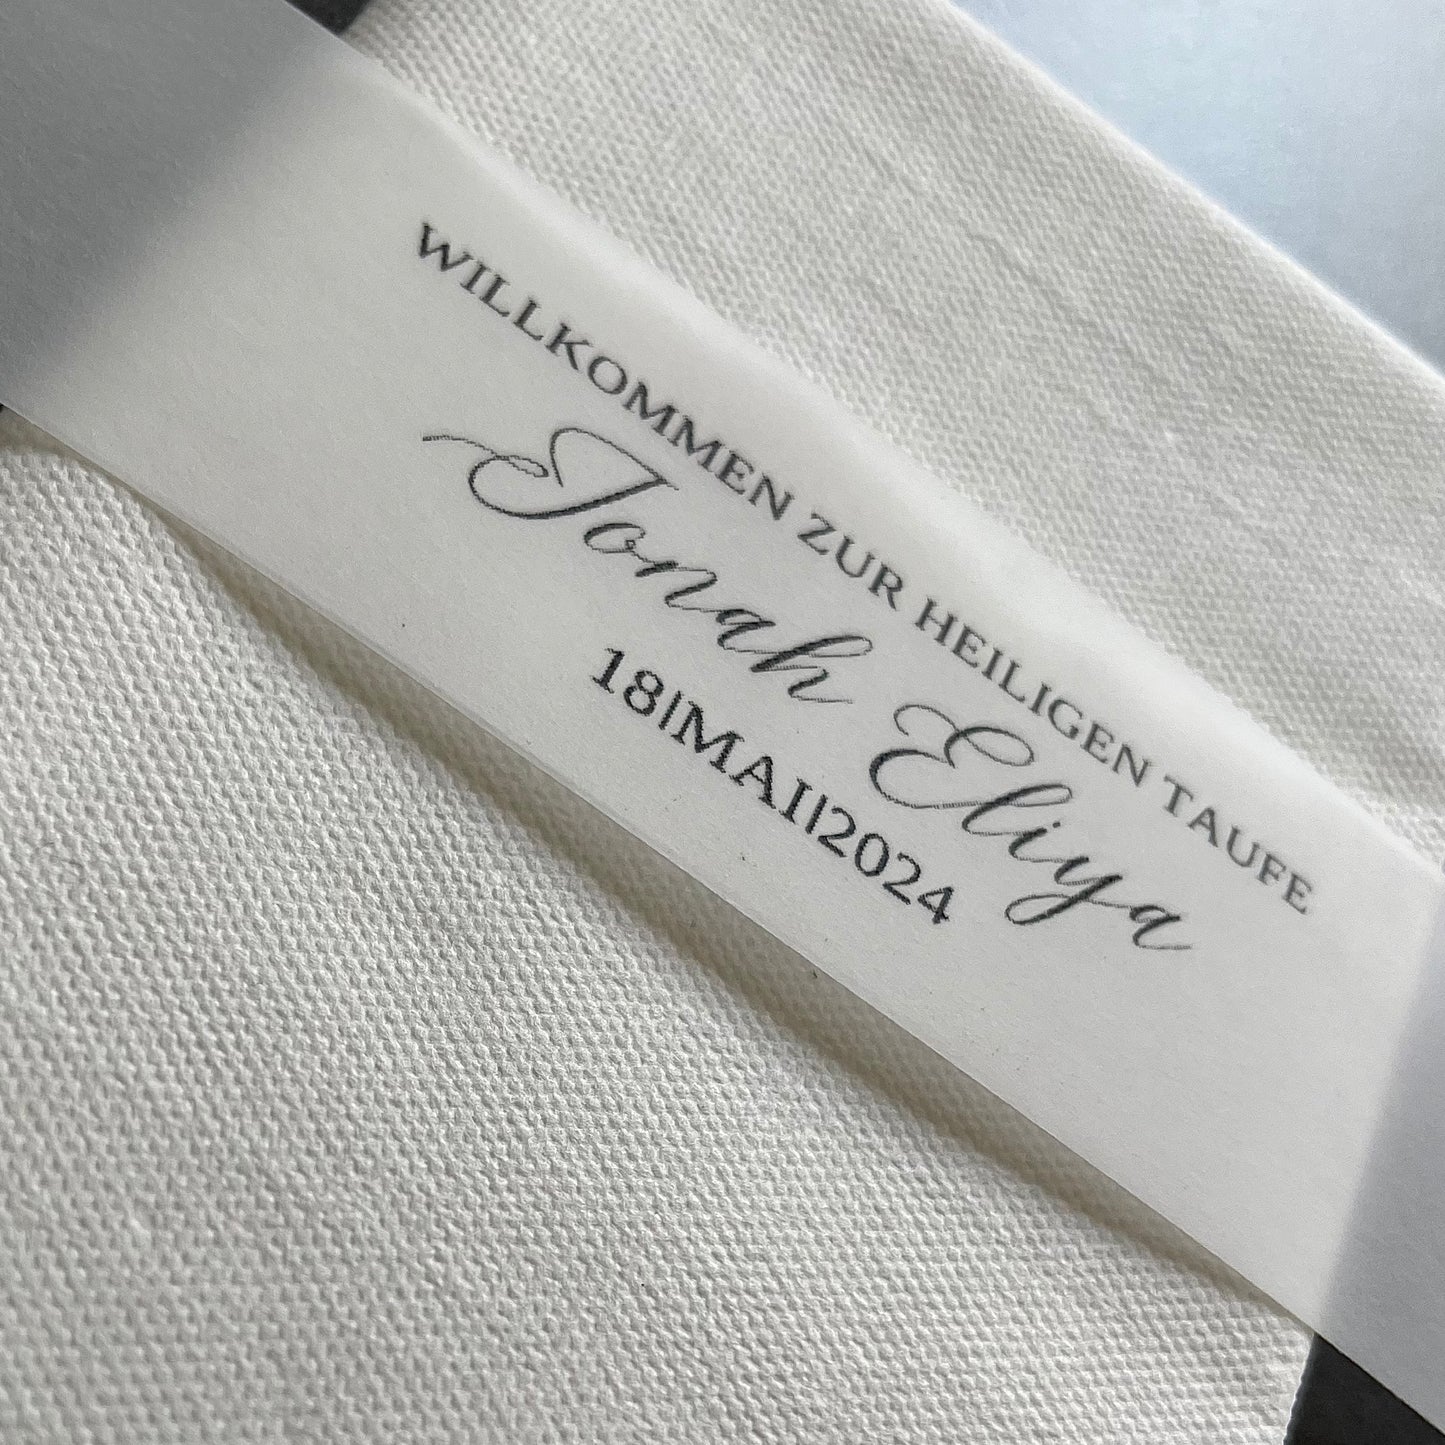 WILLKOMMEN ZUR HEILIGEN TAUFE
Jonah Eliya
18|MAI|2024